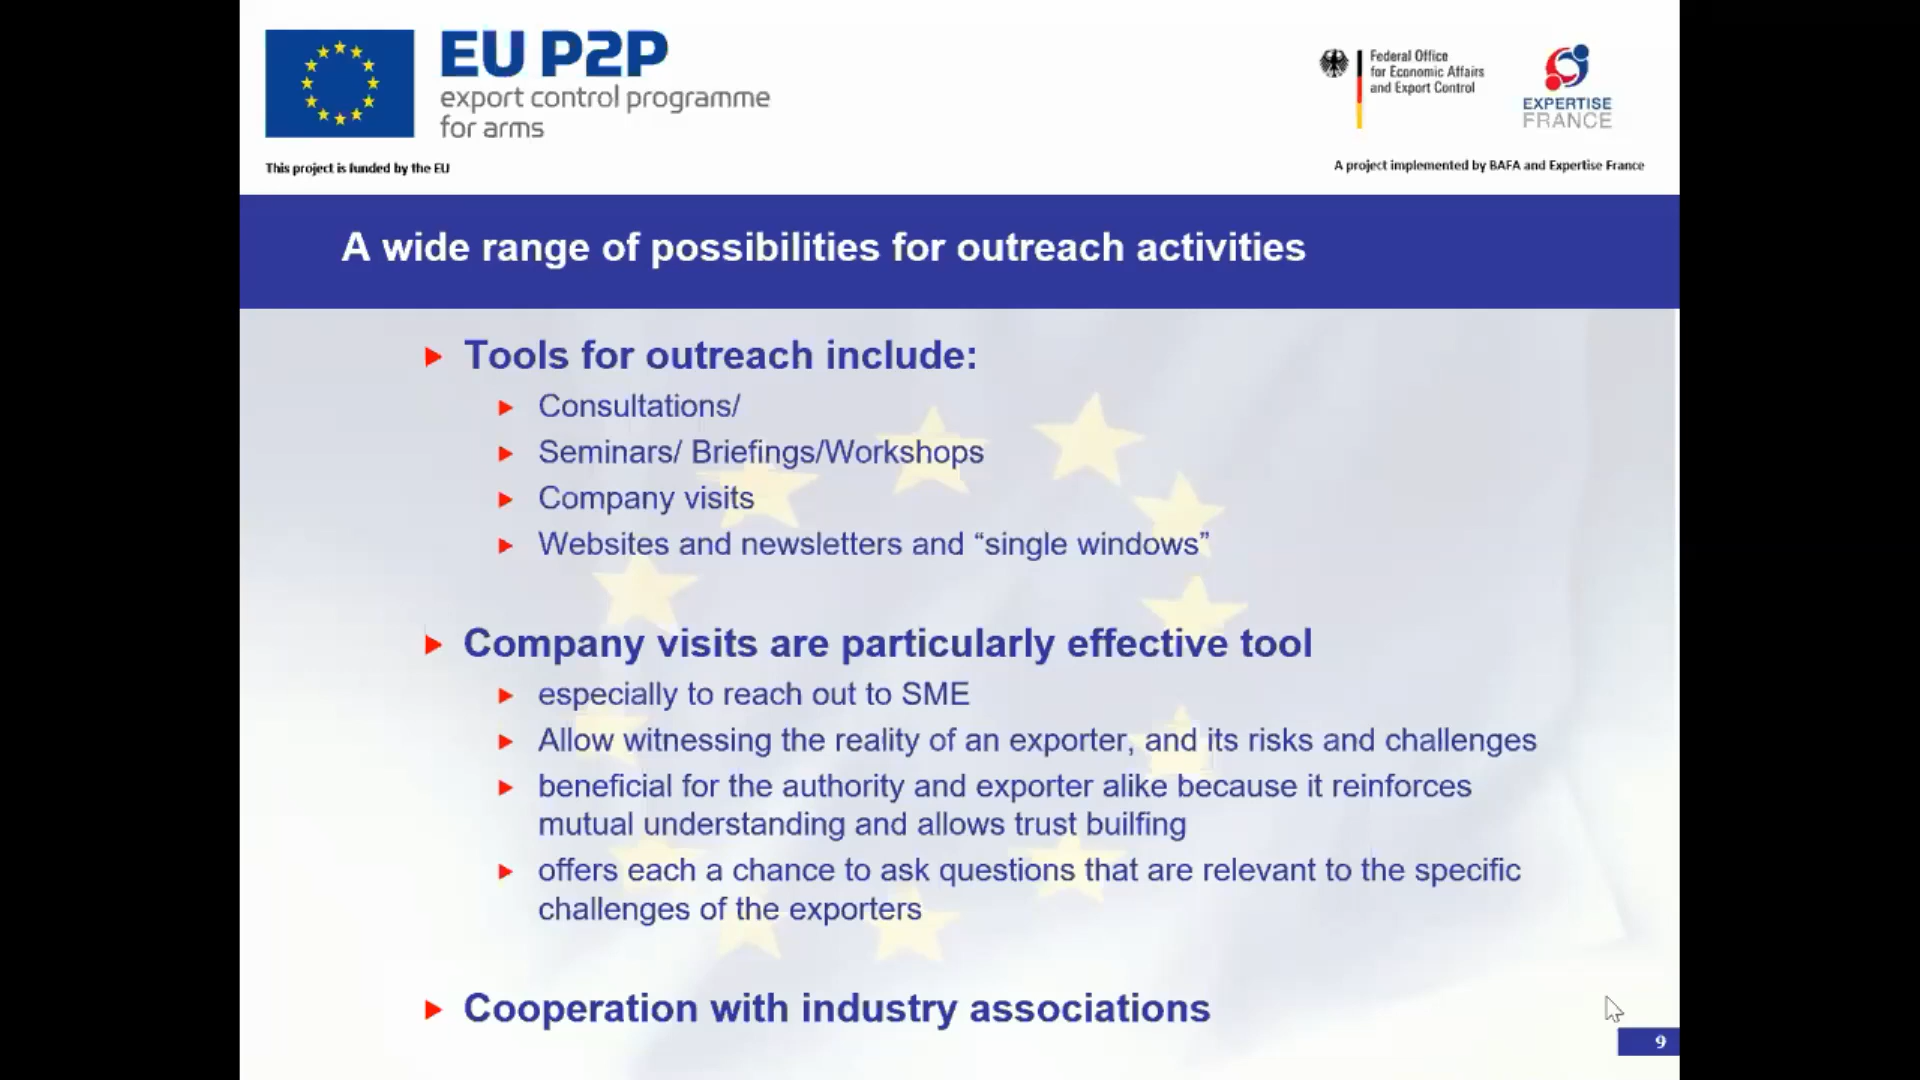 EU P2P
export control programme
for arms
This project is funded by the EU
Federal Office
for Economic Affairs
and Export Control
EXPERTISE
FRANCE
A project implemented by BAFA and Expertise France
A wide range of possibilities for outreach activities
Tools for outreach include:
Consultations/
Seminars/ Briefings/Workshops
Company visits
Websites and newsletters and “single windows”
Company visits are particularly effective tool
especially to reach out to SME
Allow witnessing the reality of an exporter, and its risks and challenges
beneficial for the authority and exporter alike because it reinforces
mutual understanding and allows trust builfing
offers each a chance to ask questions that are relevant to the specific
challenges of the exporters
Cooperation with industry associations
9